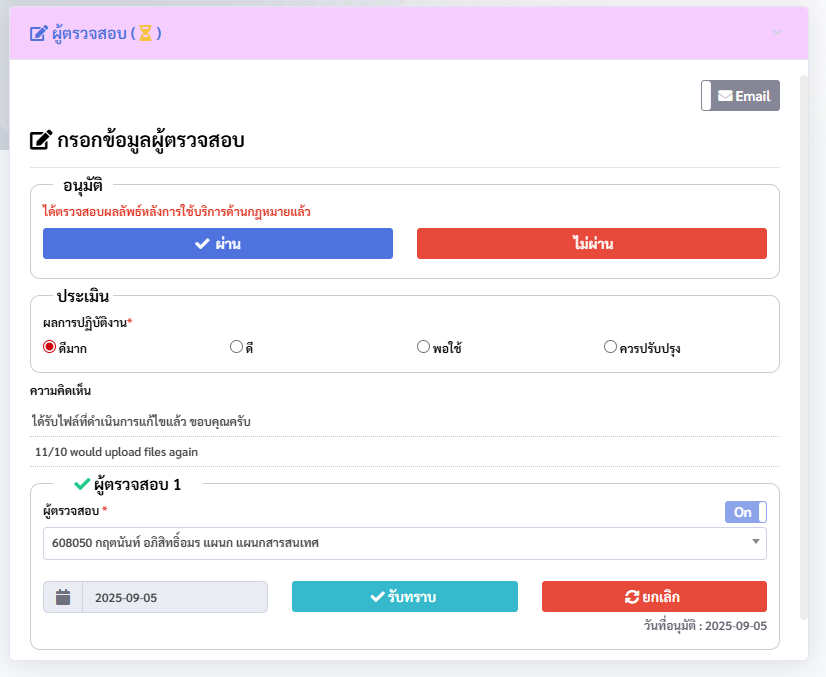 ผู้ตรวจสอบ ( )
Email
กรอกข้อมูลผู้ตรวจสอบ
อนุมัติ
ได้ตรวจสอบผลลัพธ์หลังการใช้บริการด้านกฎหมายแล้ว
ผ่าน ไม่ผ่าน
ประเมิน
ผลการปฏิบัติงาน*
ดีมาก ดี พอใช้ ควรปรับปรุง
ความคิดเห็น
ได้รับไฟล์ที่ดำเนินการแก้ไขแล้ว ขอบคุณครับ
11/10 would upload files again
ผู้ตรวจสอบ 1
ผู้ตรวจสอบ * On
608050 กฤตนันท์ อภิสิทธิ์อมร แผนก แผนกสารสนเทศ
2025-09-05 รับทราบ ยกเลิก
วันที่อนุมัติ : 2025-09-05